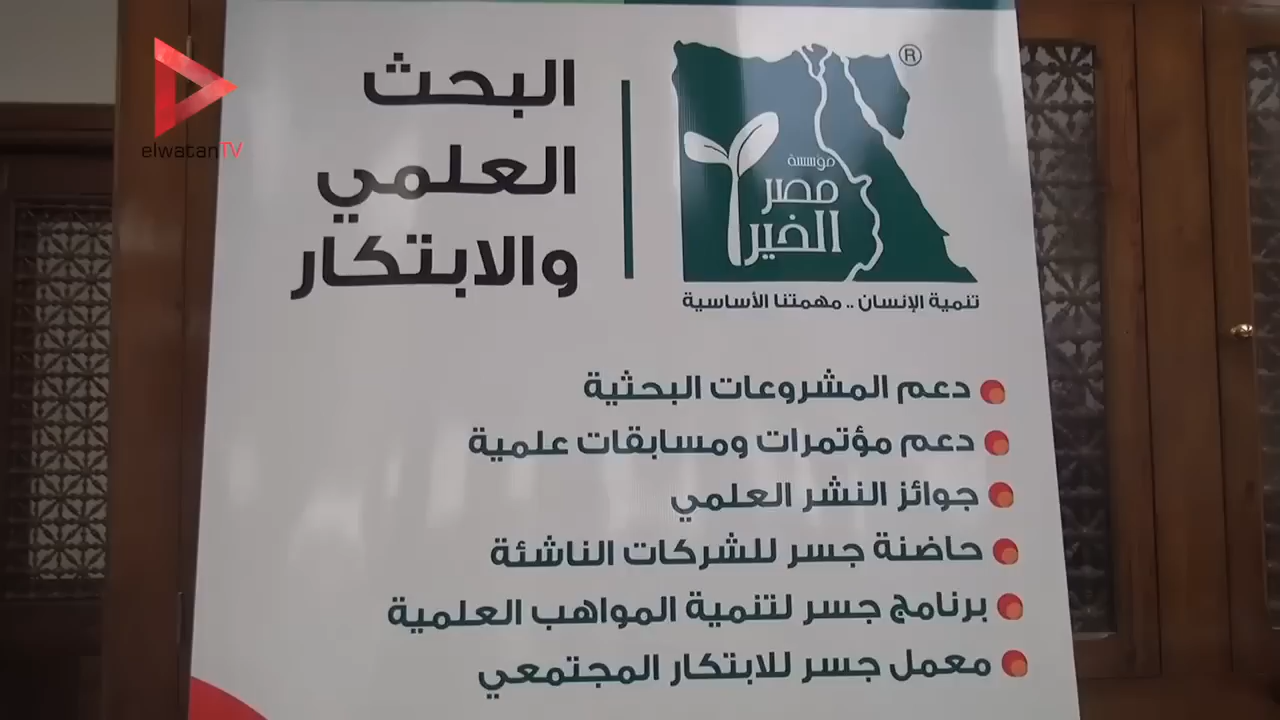 elwatanTV
®
مؤسسة
مصر
الخير
تنمية الإنسان .. مهمتنا الأساسية
البحث
العلمي
والابتكار
دعم المشروعات البحثية
دعم مؤتمرات ومسابقات علمية
جوائز النشر العلمي
حاضنة جسر للشركات الناشئة
برنامج جسر لتنمية المواهب العلمية
معمل جسر للابتكار المجتمعي